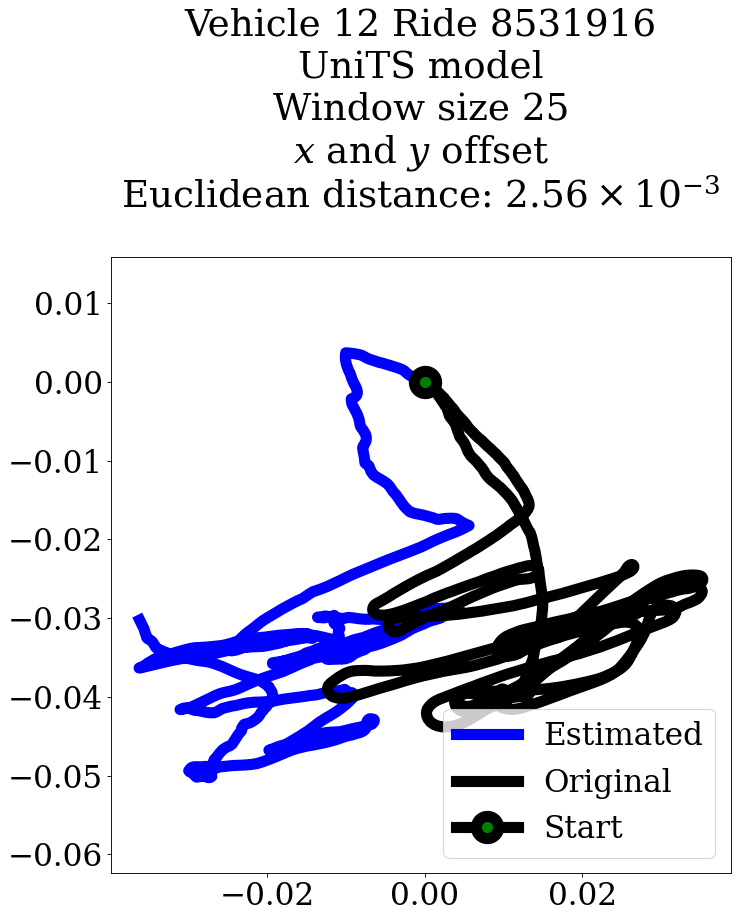 Vehicle 12 Ride 8531916
UniTS model
Window size 25
x and y offset
Euclidean distance: 2.56 × 10⁻³
0.01
0.00
−0.01
−0.02
−0.03
−0.04
−0.05
−0.06
−0.02 0.00 0.02
Estimated
Original
Start